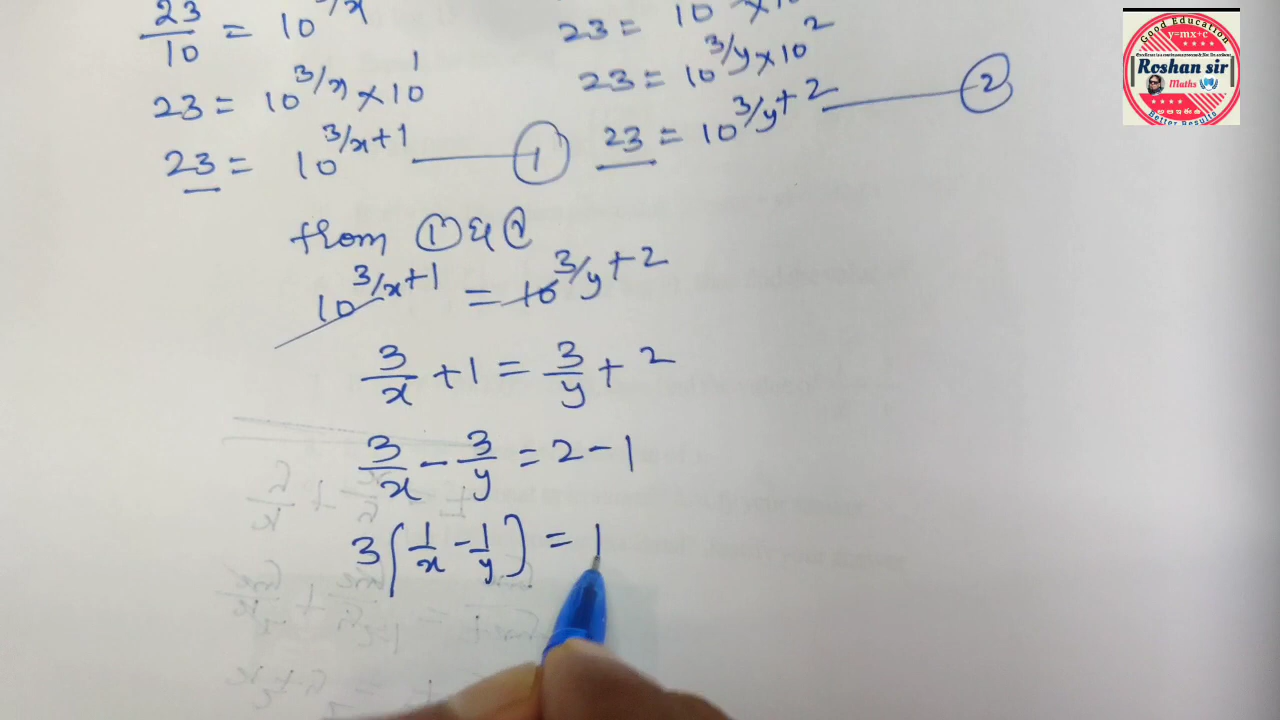 23/10 = 10^3/x
23 = 10^3/x × 10^1
23 = 10^3/x+1 ——— ①
23 = 10^3/y × 10^2
23 = 10^3/y+2 ——— ②
from ① & ②
10^3/x+1 = 10^3/y+2
3/x + 1 = 3/y + 2
3/x - 3/y = 2 - 1
3(1/x - 1/y) = 1
Good Education
y=mx+c
Roshan sir
Maths
Better Results